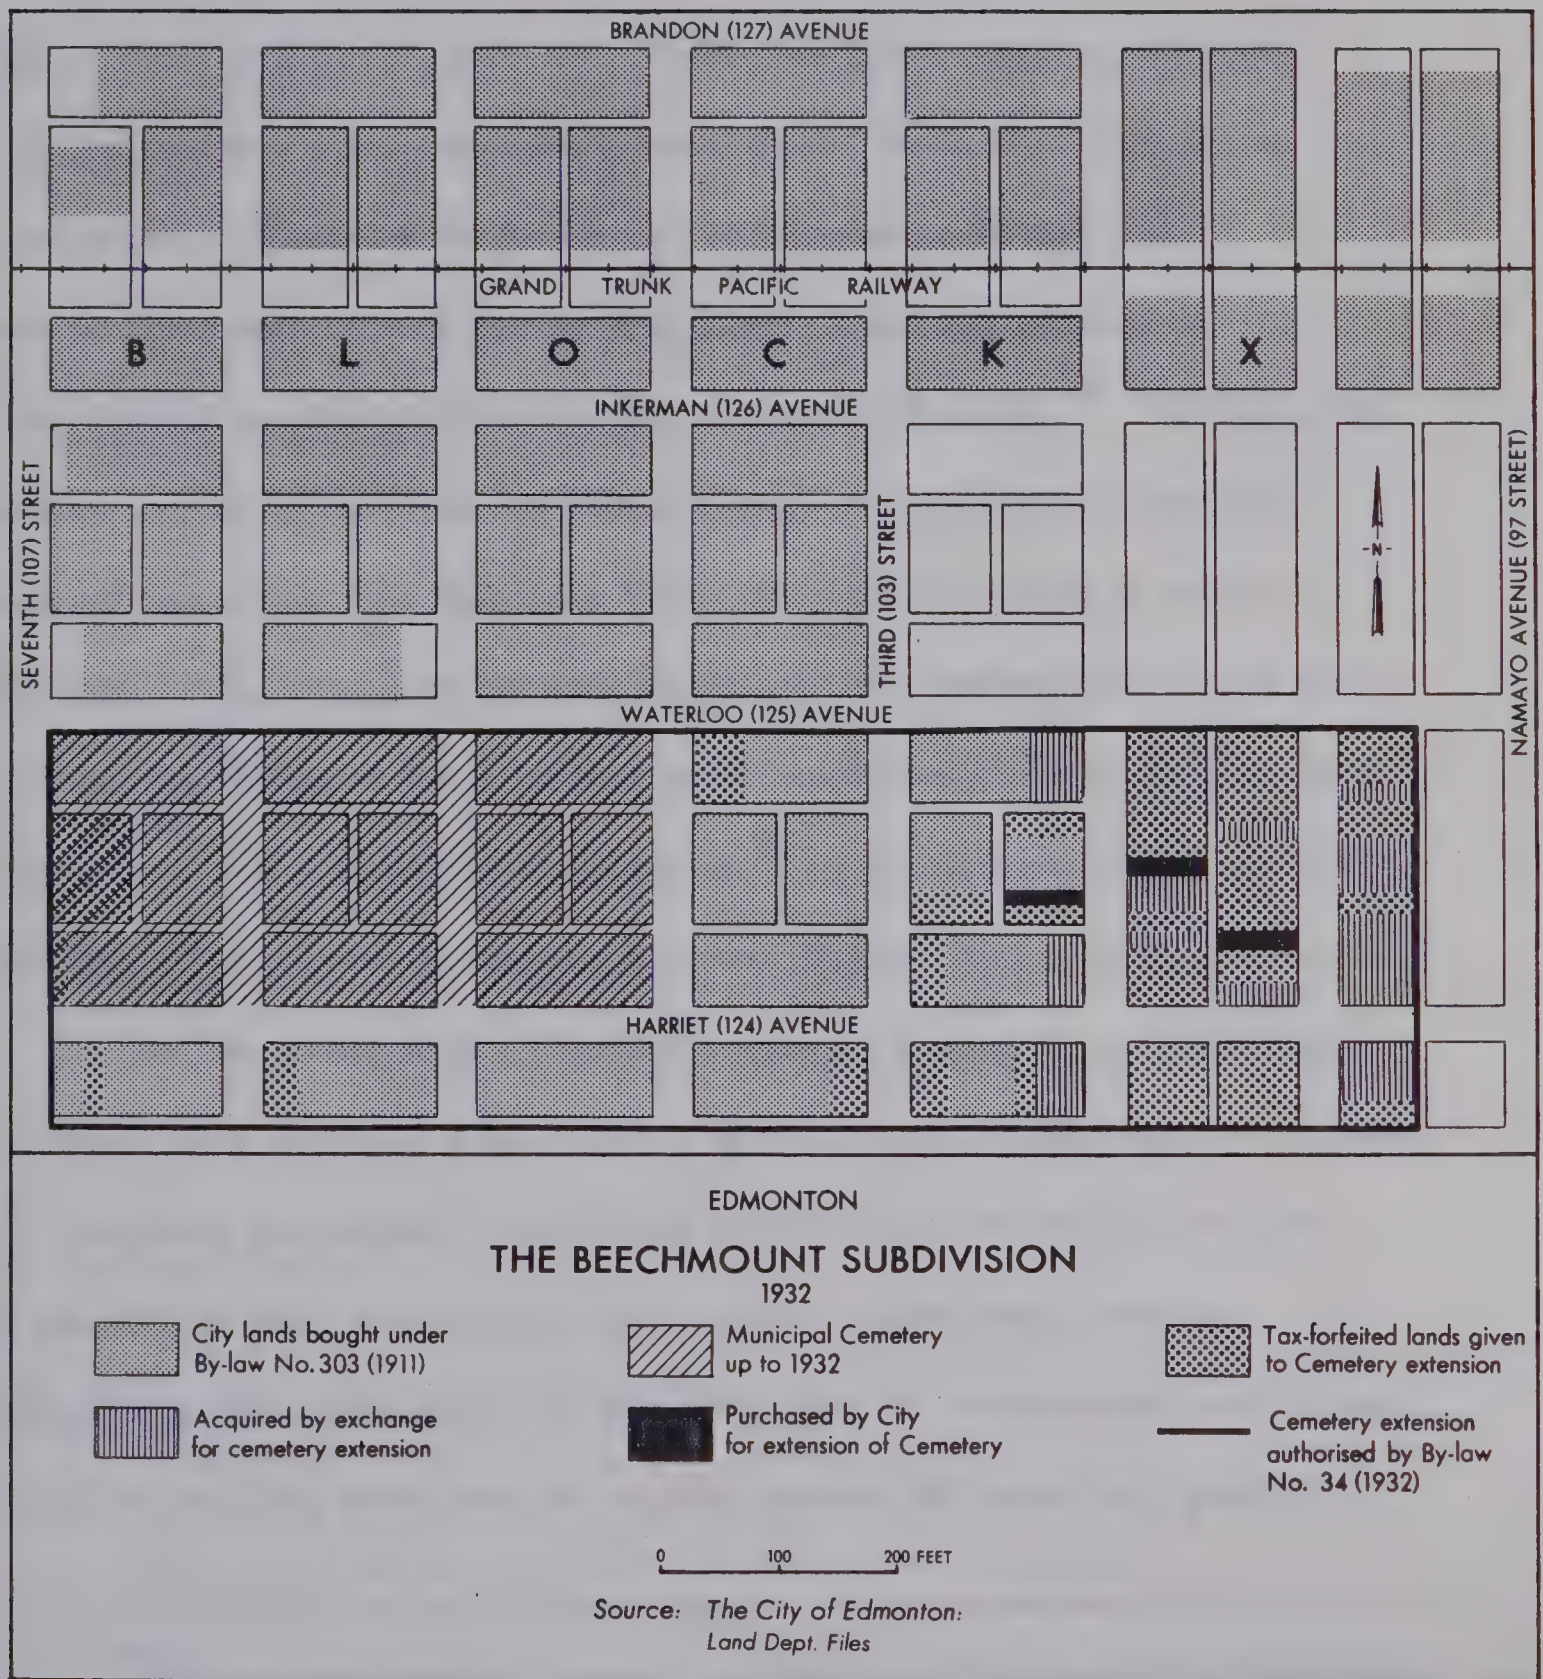 BRANDON (127) AVENUE
GRAND TRUNK PACIFIC RAILWAY
B L O C K X
INKERMAN (126) AVENUE
SEVENTH (107) STREET
THIRD (103) STREET
-N-
NAMAYO AVENUE (97 STREET)
WATERLOO (125) AVENUE
HARRIET (124) AVENUE
EDMONTON
THE BEECHMOUNT SUBDIVISION
1932
City lands bought under
By-law No. 303 (1911)
Municipal Cemetery
up to 1932
Tax-forfeited lands given
to Cemetery extension
Acquired by exchange
for cemetery extension
Purchased by City
for extension of Cemetery
Cemetery extension
authorised by By-law
No. 34 (1932)
0 100 200 FEET
Source: The City of Edmonton:
Land Dept. Files